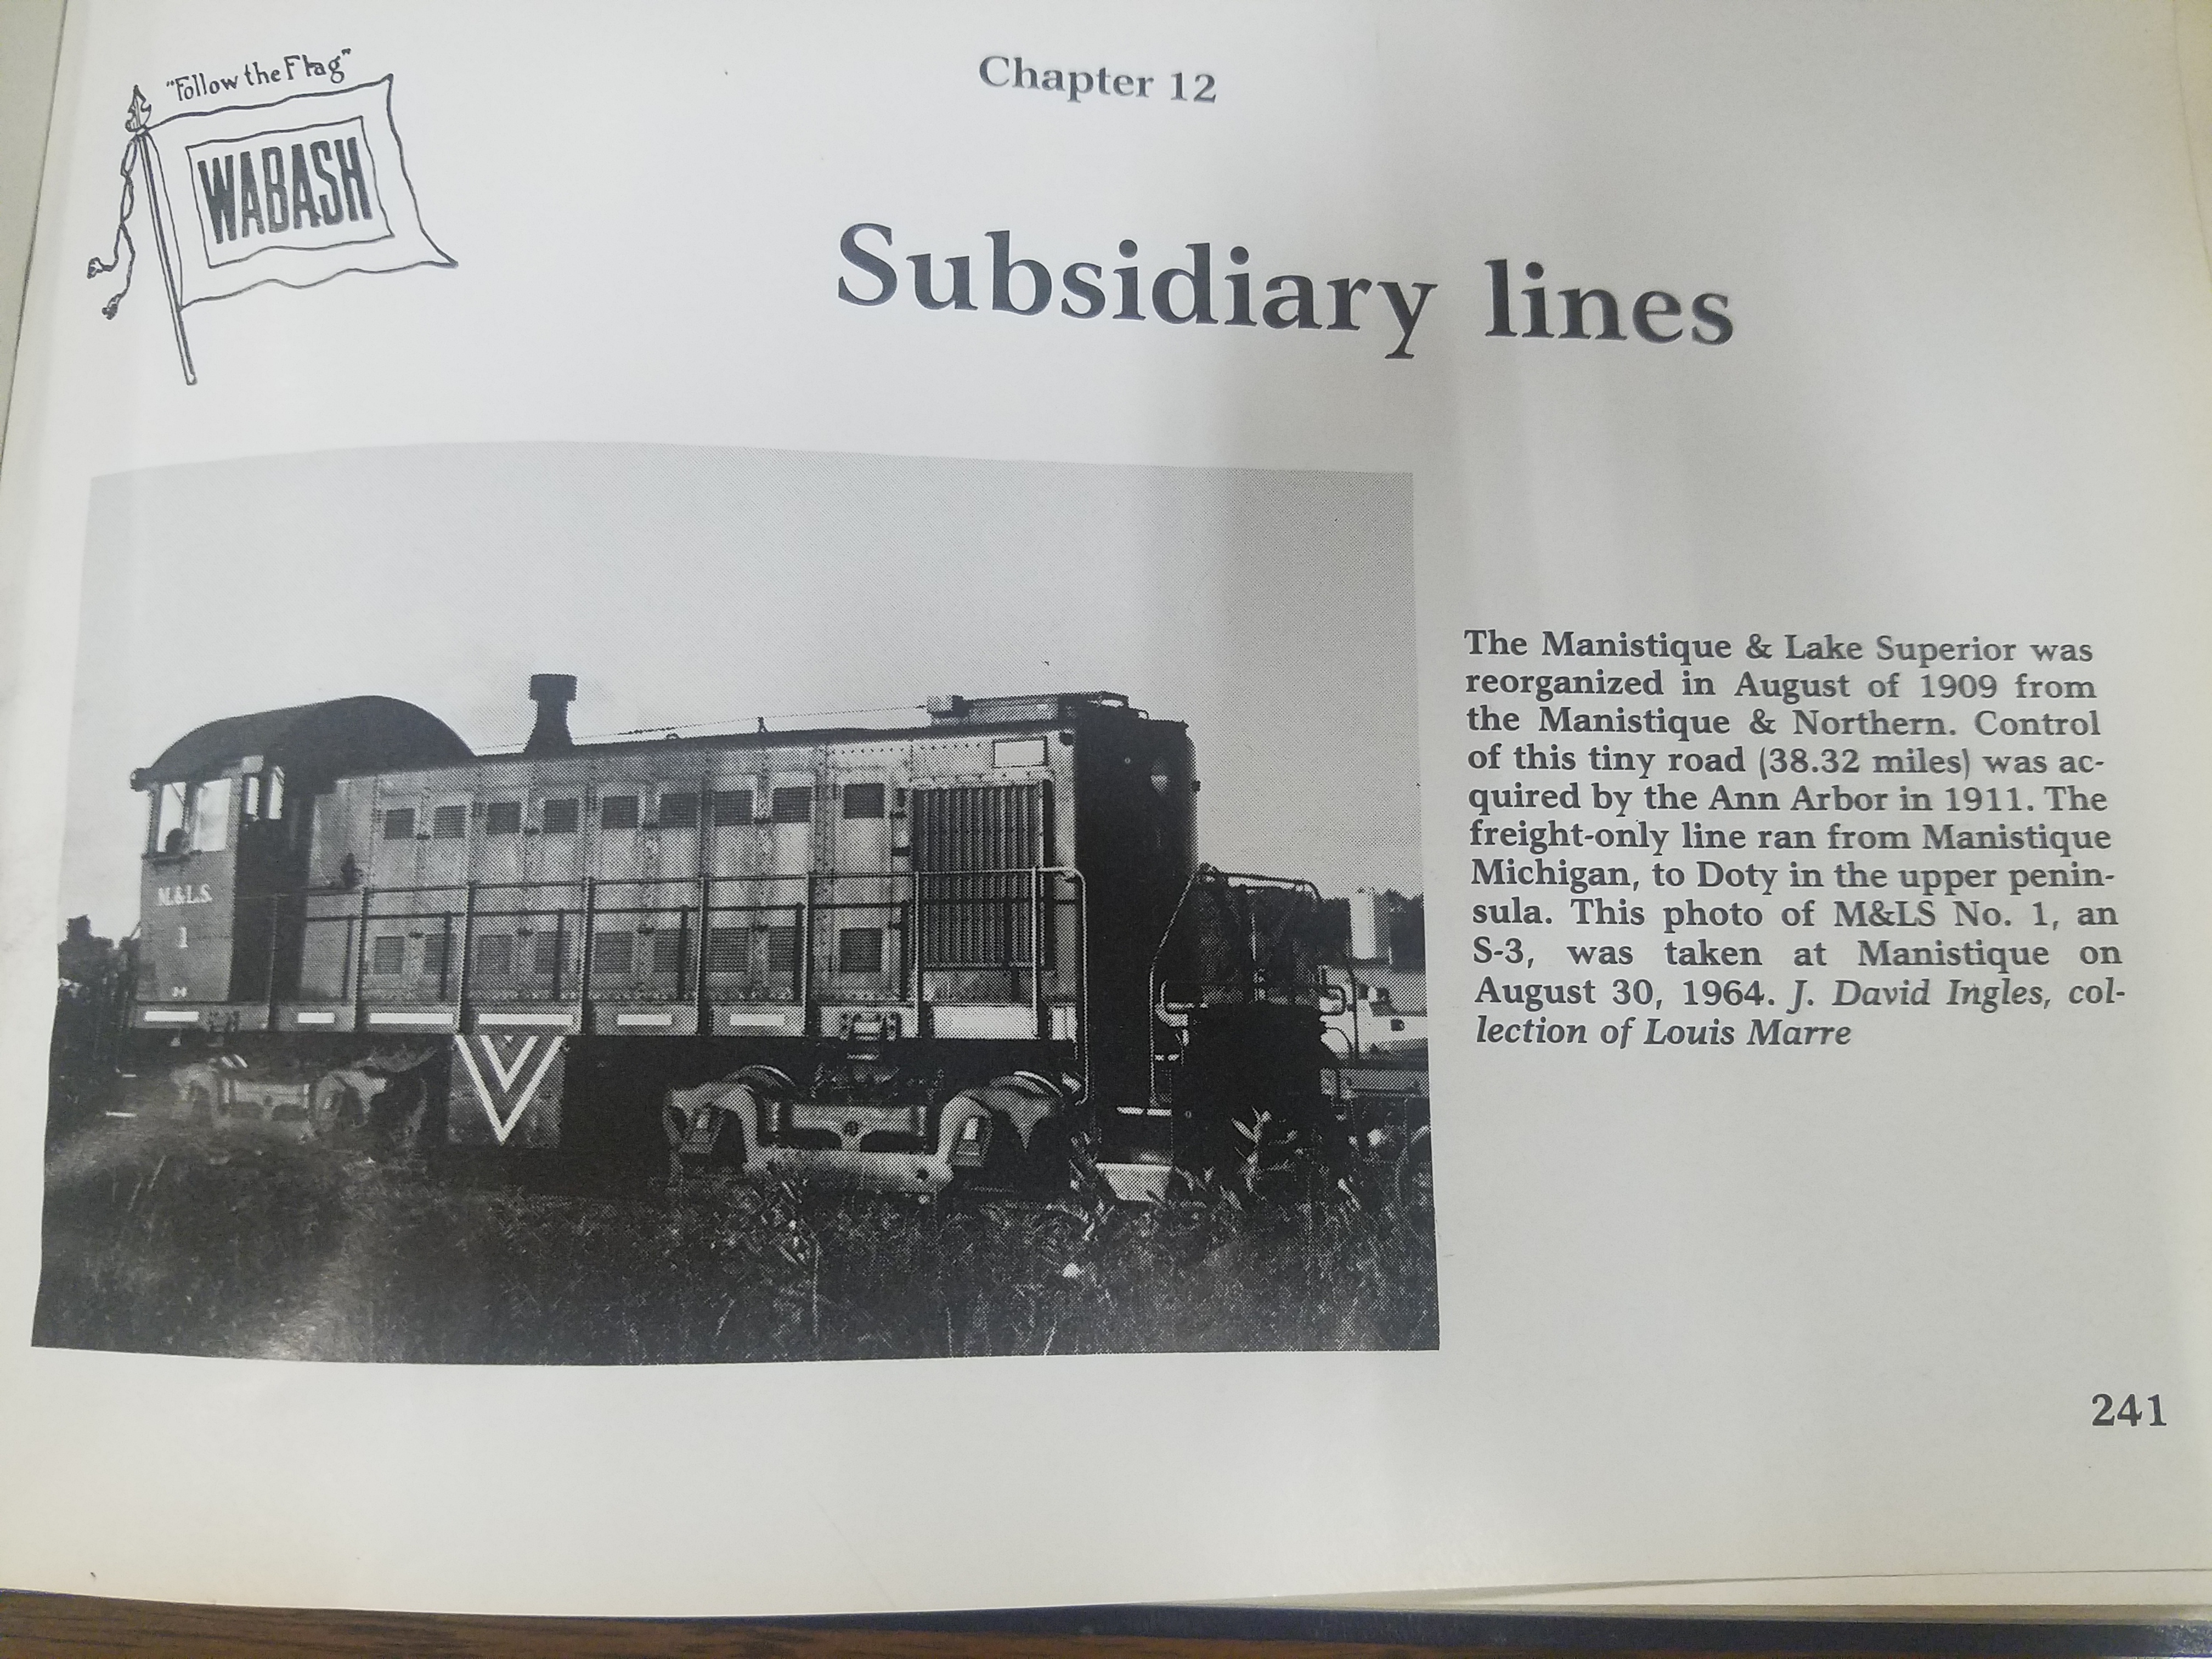 "Follow the Flag"
WABASH
Chapter 12
Subsidiary lines
M.&L.S.
1
The Manistique & Lake Superior was
reorganized in August of 1909 from
the Manistique & Northern. Control
of this tiny road (38.32 miles) was ac-
quired by the Ann Arbor in 1911. The
freight-only line ran from Manistique
Michigan, to Doty in the upper penin-
sula. This photo of M&LS No. 1, an
S-3, was taken at Manistique on
August 30, 1964. J. David Ingles, col-
lection of Louis Marre
241